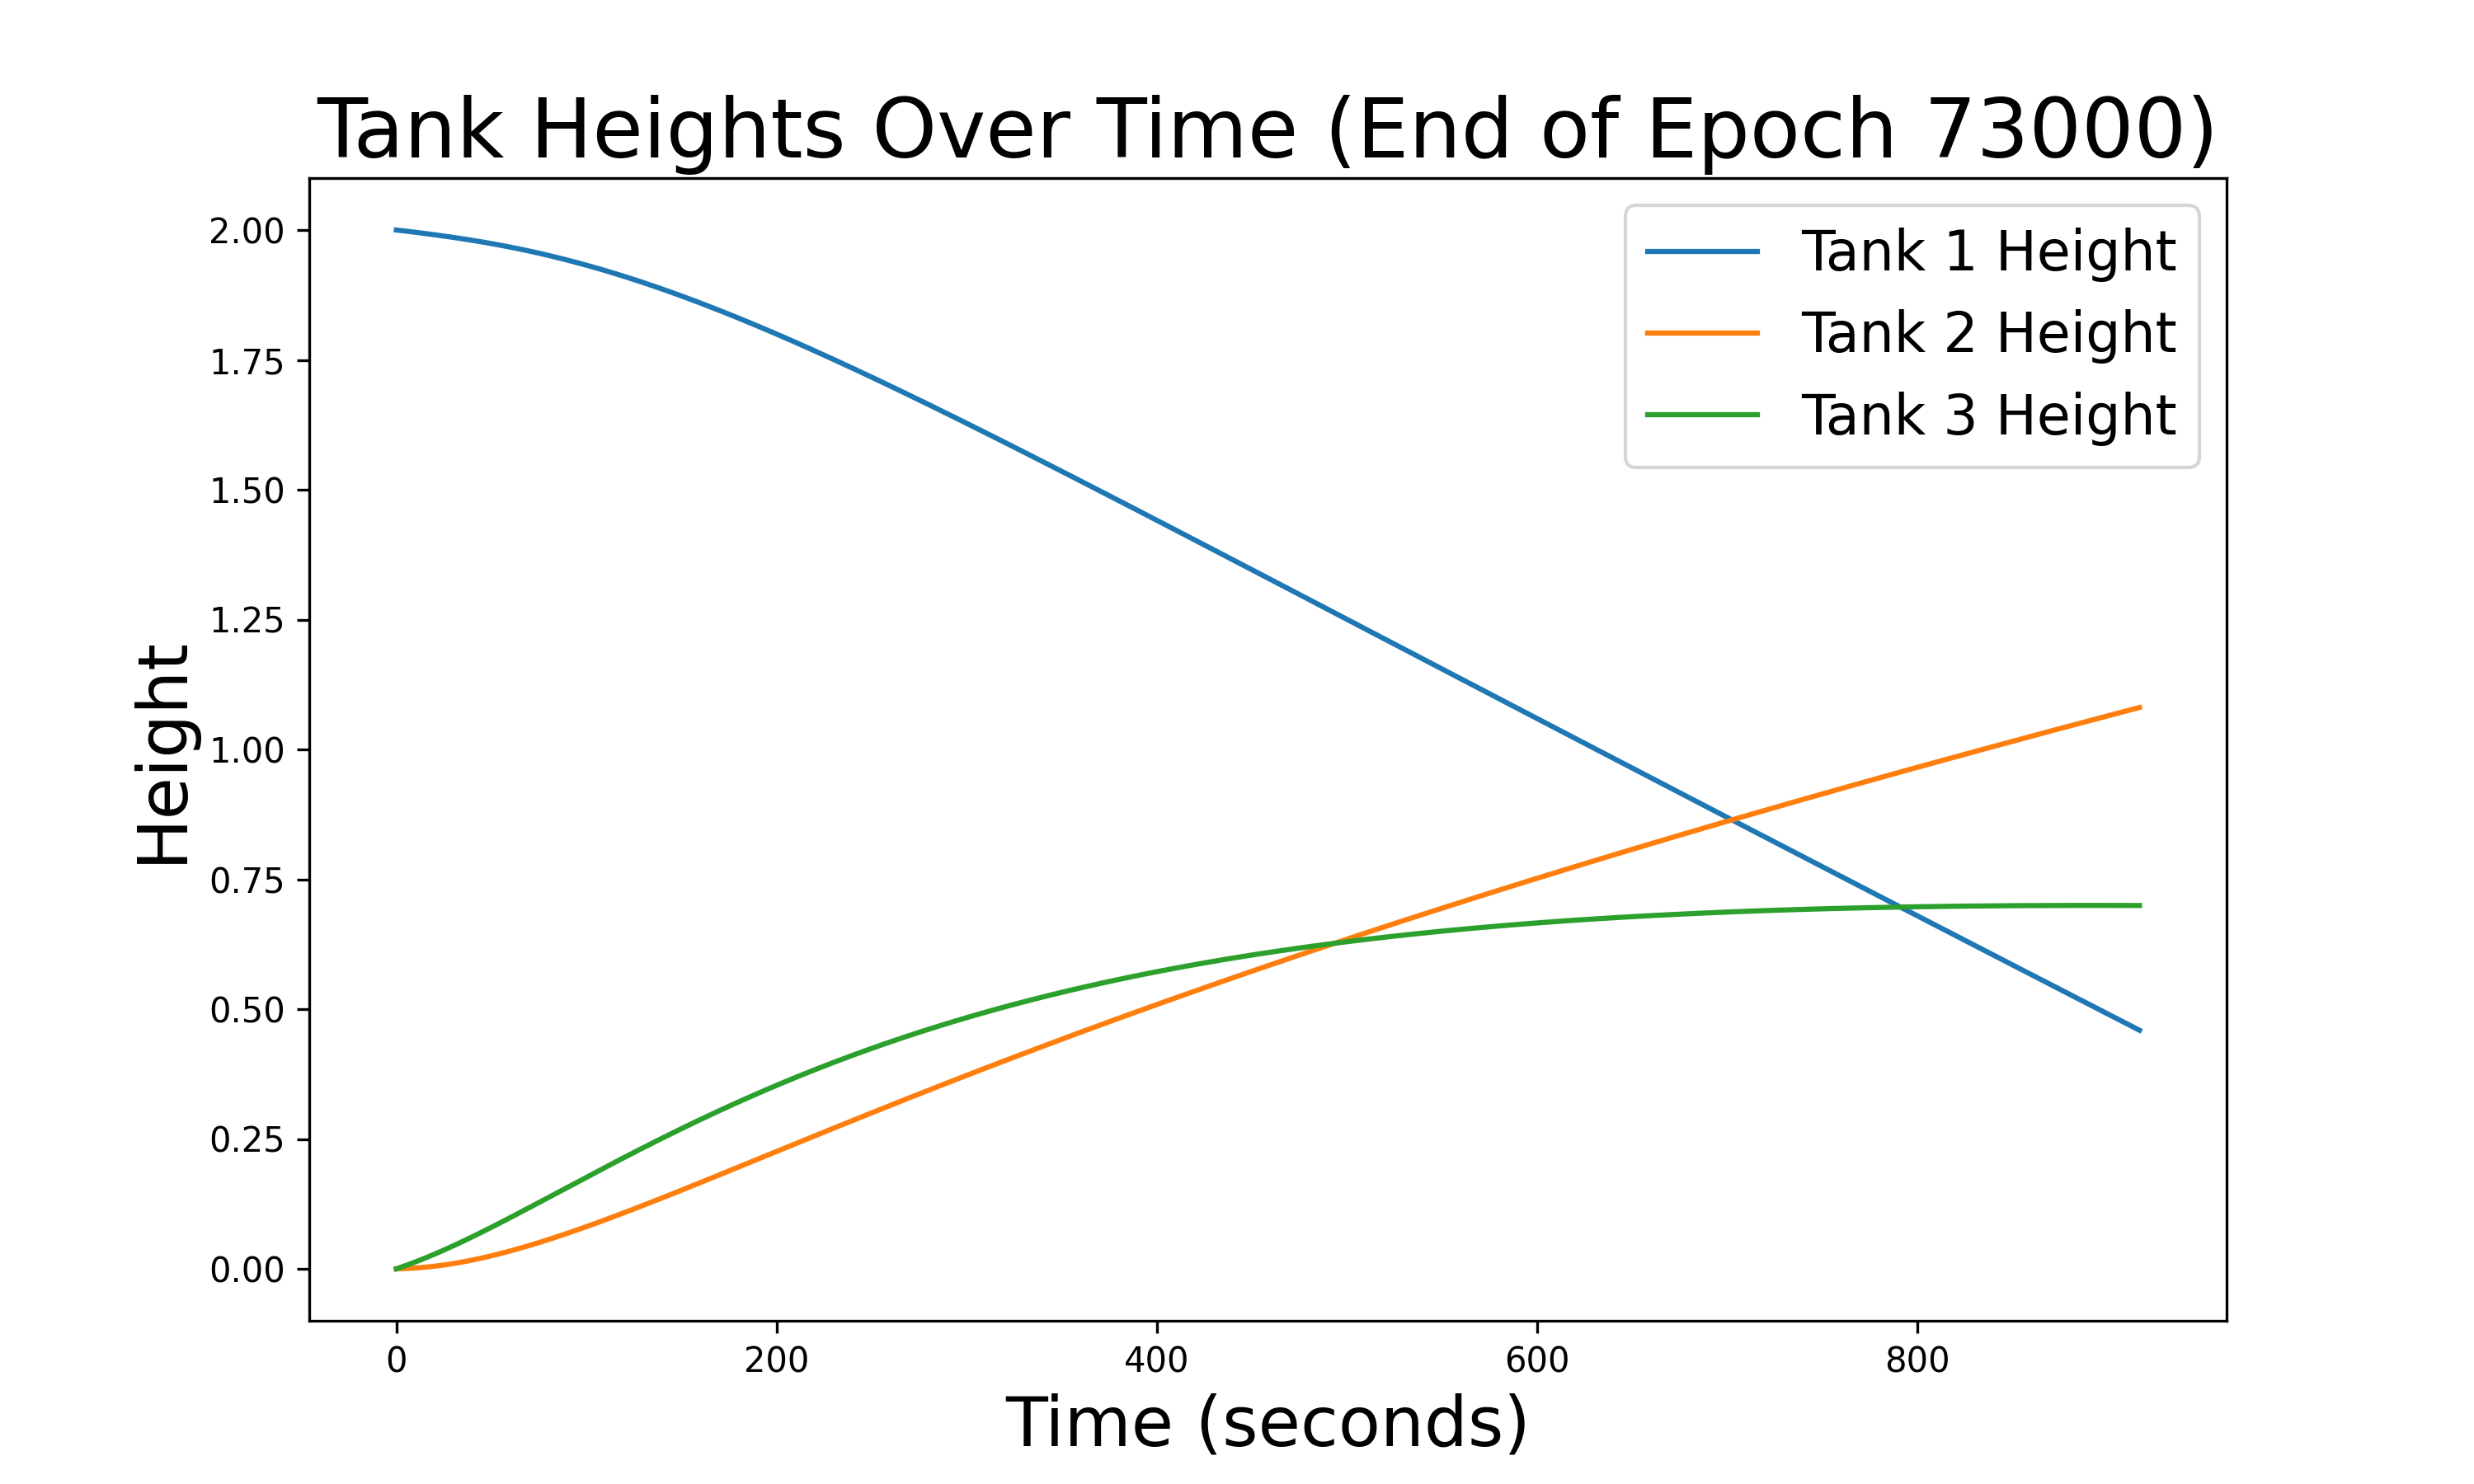 Tank Heights Over Time (End of Epoch 73000)
Tank 1 Height
Tank 2 Height
Tank 3 Height
Height
2.00
1.75
1.50
1.25
1.00
0.75
0.50
0.25
0.00
0 200 400 600 800
Time (seconds)